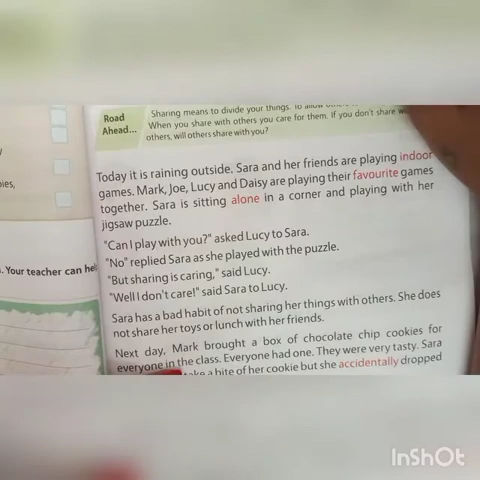 Road
Ahead...
Sharing means to divide your things. To allow
When you share with others you care for them. If you don't share
others, will others share with you?
Today it is raining outside. Sara and her friends are playing indoor
games. Mark, Joe, Lucy and Daisy are playing their favourite games
together. Sara is sitting alone in a corner and playing with her
jigsaw puzzle.
"Can I play with you?" asked Lucy to Sara.
"No" replied Sara as she played with the puzzle.
"But sharing is caring," said Lucy.
"Well I don't care!" said Sara to Lucy.
Sara has a bad habit of not sharing her things with others. She does
not share her toys or lunch with her friends.
Next day, Mark brought a box of chocolate chip cookies for
everyone in the class. Everyone had one. They were very tasty. Sara
a bite of her cookie but she accidentally dropped
. Your teacher can
InShOt